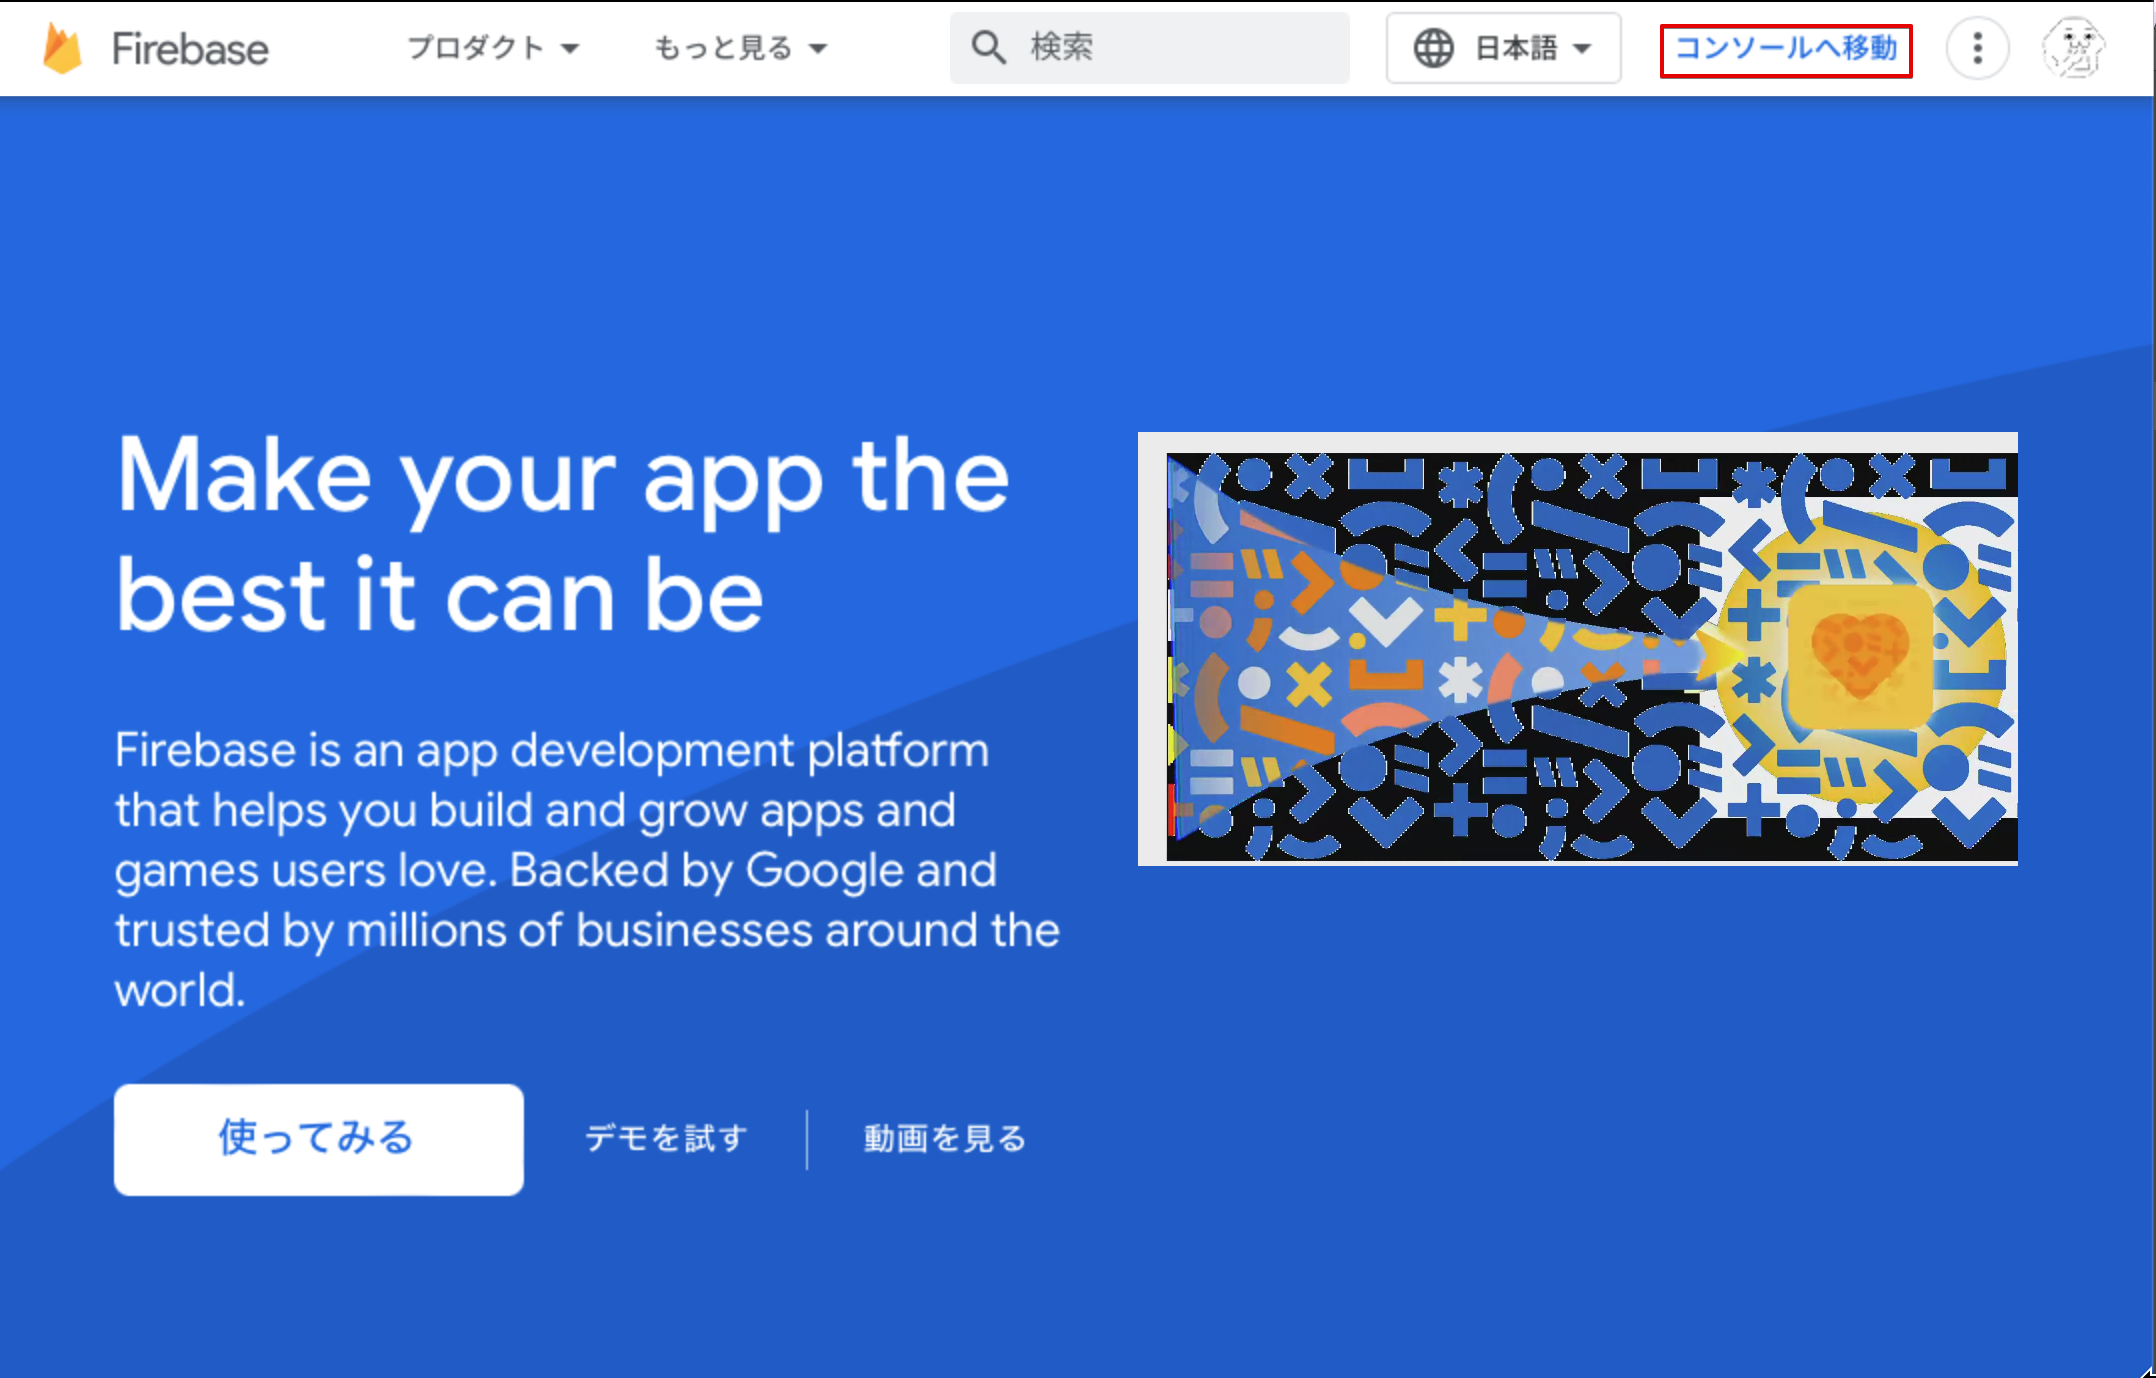 Firebase
プロダクト
もっと見る
検索
日本語
コンソールへ移動
Make your app the
best it can be
Firebase is an app development platform
that helps you build and grow apps and
games users love. Backed by Google and
trusted by millions of businesses around the
world.
使ってみる
デモを試す
動画を見る